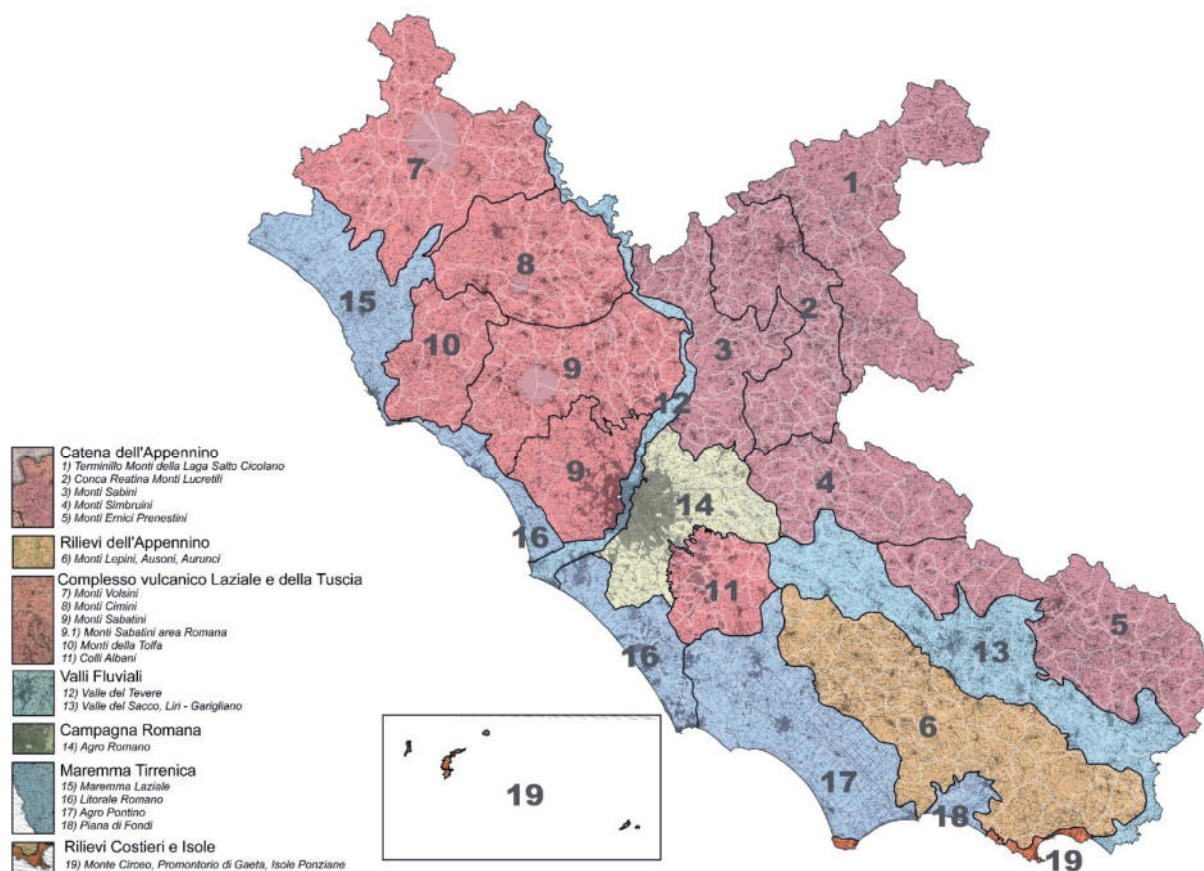 7
1
8
15
2
3
10
9
12
9
14
4
16
11
13
5
16
6
17
18
19
19
Catena dell'Appennino
1) Terminillo Monti della Laga Salto Cicolano
2) Conca Reatina Monti Lucretili
3) Monti Sabini
4) Monti Simbruini
5) Monti Ernici Prenestini
Rilievi dell'Appennino
6) Monti Lepini, Ausoni, Aurunci
Complesso vulcanico Laziale e della Tuscia
7) Monti Volsini
8) Monti Cimini
9) Monti Sabatini
9.1) Monti Sabatini area Romana
10) Monti della Tolfa
11) Colli Albani
Valli Fluviali
12) Valle del Tevere
13) Valle del Sacco, Liri - Garigliano
Campagna Romana
14) Agro Romano
Maremma Tirrenica
15) Maremma Laziale
16) Litorale Romano
17) Agro Pontino
18) Piana di Fondi
Rilievi Costieri e Isole
19) Monte Circeo, Promontorio di Gaeta, Isole Ponziane